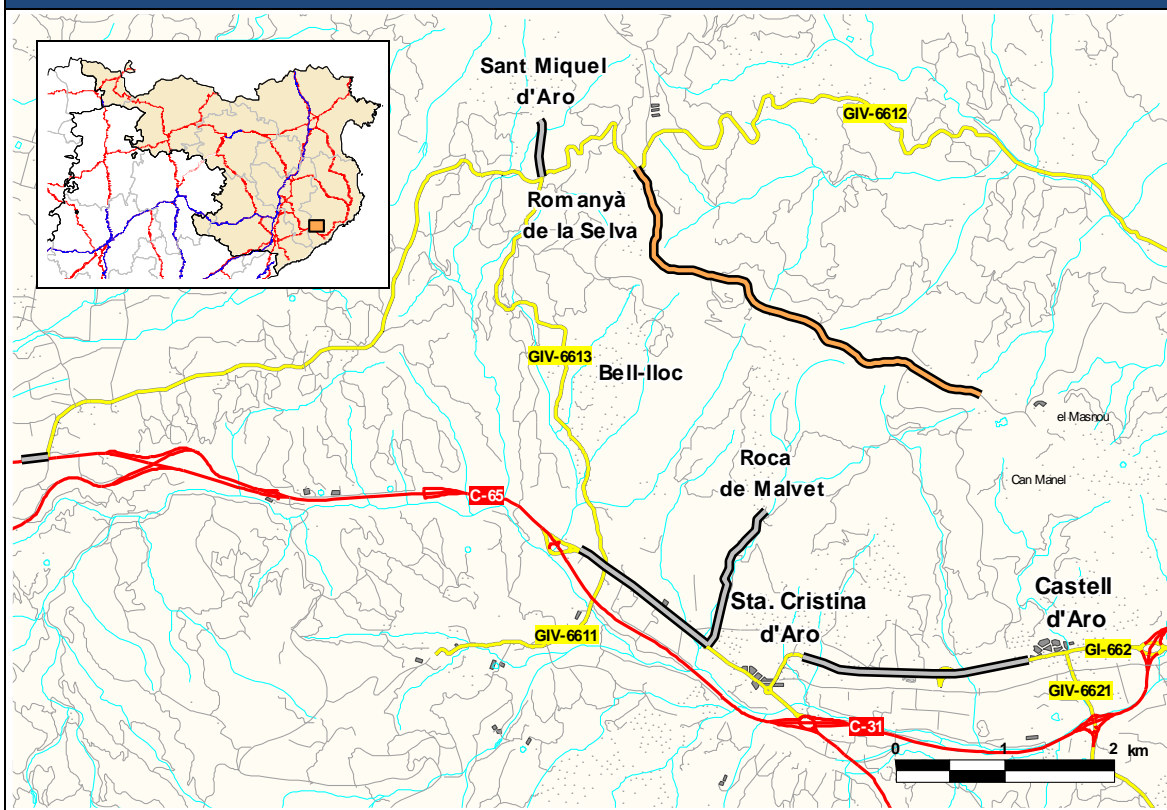 Sant Miquel
d'Aro
GIV-6612
Romanyà
de la Selva
GIV-6613
Bell-lloc
el Masnou
Roca
de Malvet
Can Manel
C-65
Castell
d'Aro
Sta. Cristina
d'Aro
GIV-6611
GI-662
GIV-6621
C-31
0 1 2 km